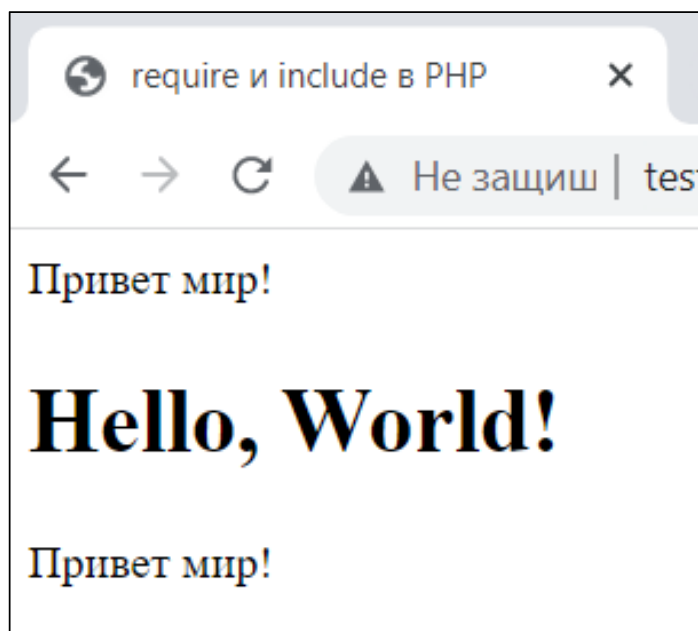 require и include в PHP
Не защищ | tes
Привет мир!
Hello, World!
Привет мир!